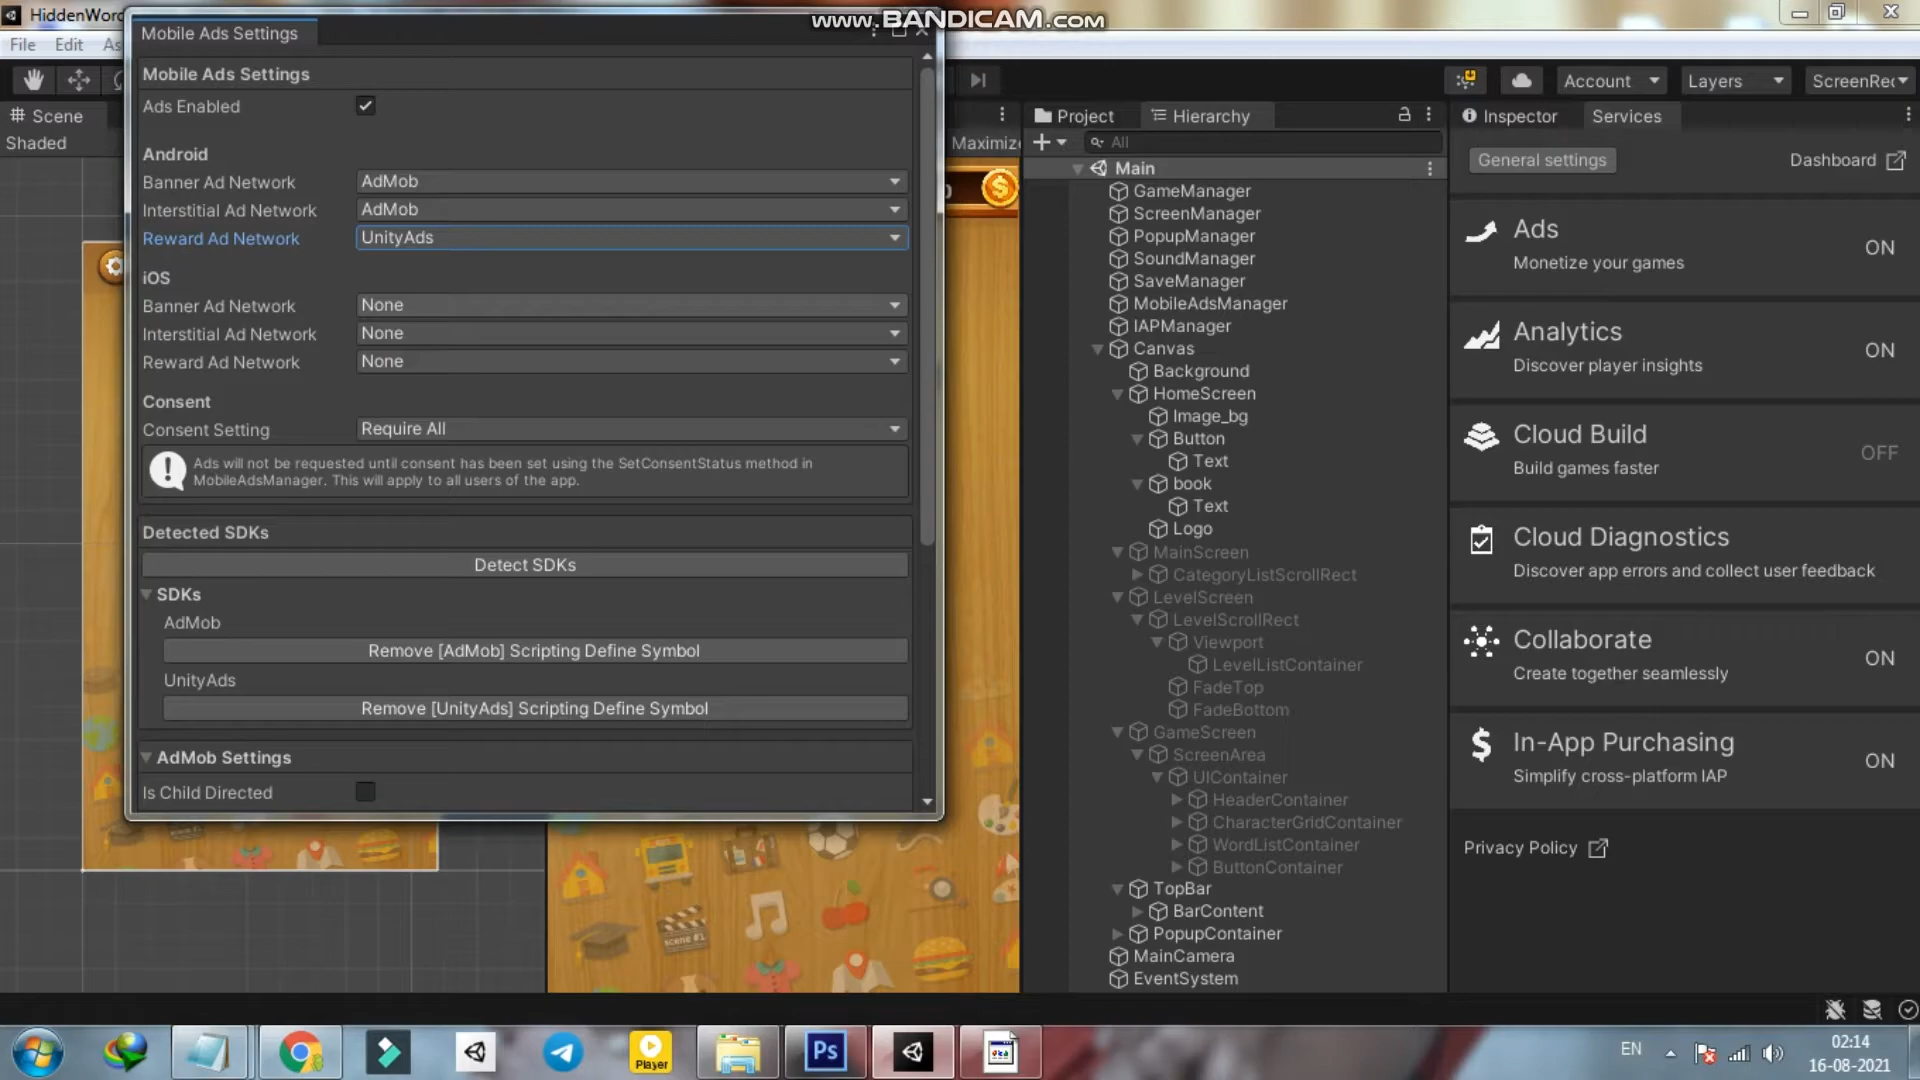 HiddenWord
www.BANDICAM.com
File Edit As
Mobile Ads Settings
Mobile Ads Settings
Ads Enabled
Android
Banner Ad Network AdMob
Interstitial Ad Network AdMob
Reward Ad Network UnityAds
iOS
Banner Ad Network None
Interstitial Ad Network None
Reward Ad Network None
Consent
Consent Setting Require All
Ads will not be requested until consent has been set using the SetConsentStatus method in
MobileAdsManager. This will apply to all users of the app.
Detected SDKs
Detect SDKs
SDKs
AdMob
Remove [AdMob] Scripting Define Symbol
UnityAds
Remove [UnityAds] Scripting Define Symbol
AdMob Settings
Is Child Directed
Scene
Shaded
Maximize
Account Layers ScreenRec
Project Hierarchy
All
Main
GameManager
ScreenManager
PopupManager
SoundManager
SaveManager
MobileAdsManager
IAPManager
Canvas
Background
HomeScreen
Image_bg
Button
Text
book
Text
Logo
MainScreen
CategoryListScrollRect
LevelScreen
LevelScrollRect
Viewport
LevelListContainer
FadeTop
FadeBottom
GameScreen
ScreenArea
UIContainer
HeaderContainer
CharacterGridContainer
WordListContainer
ButtonContainer
TopBar
BarContent
PopupContainer
MainCamera
EventSystem
Inspector Services
General settings Dashboard
Ads
Monetize your games
ON
Analytics
Discover player insights
ON
Cloud Build
Build games faster
OFF
Cloud Diagnostics
Discover app errors and collect user feedback
Collaborate
Create together seamlessly
ON
In-App Purchasing
Simplify cross-platform IAP
ON
Privacy Policy
Player
Ps
EN
02:14
16-08-2021